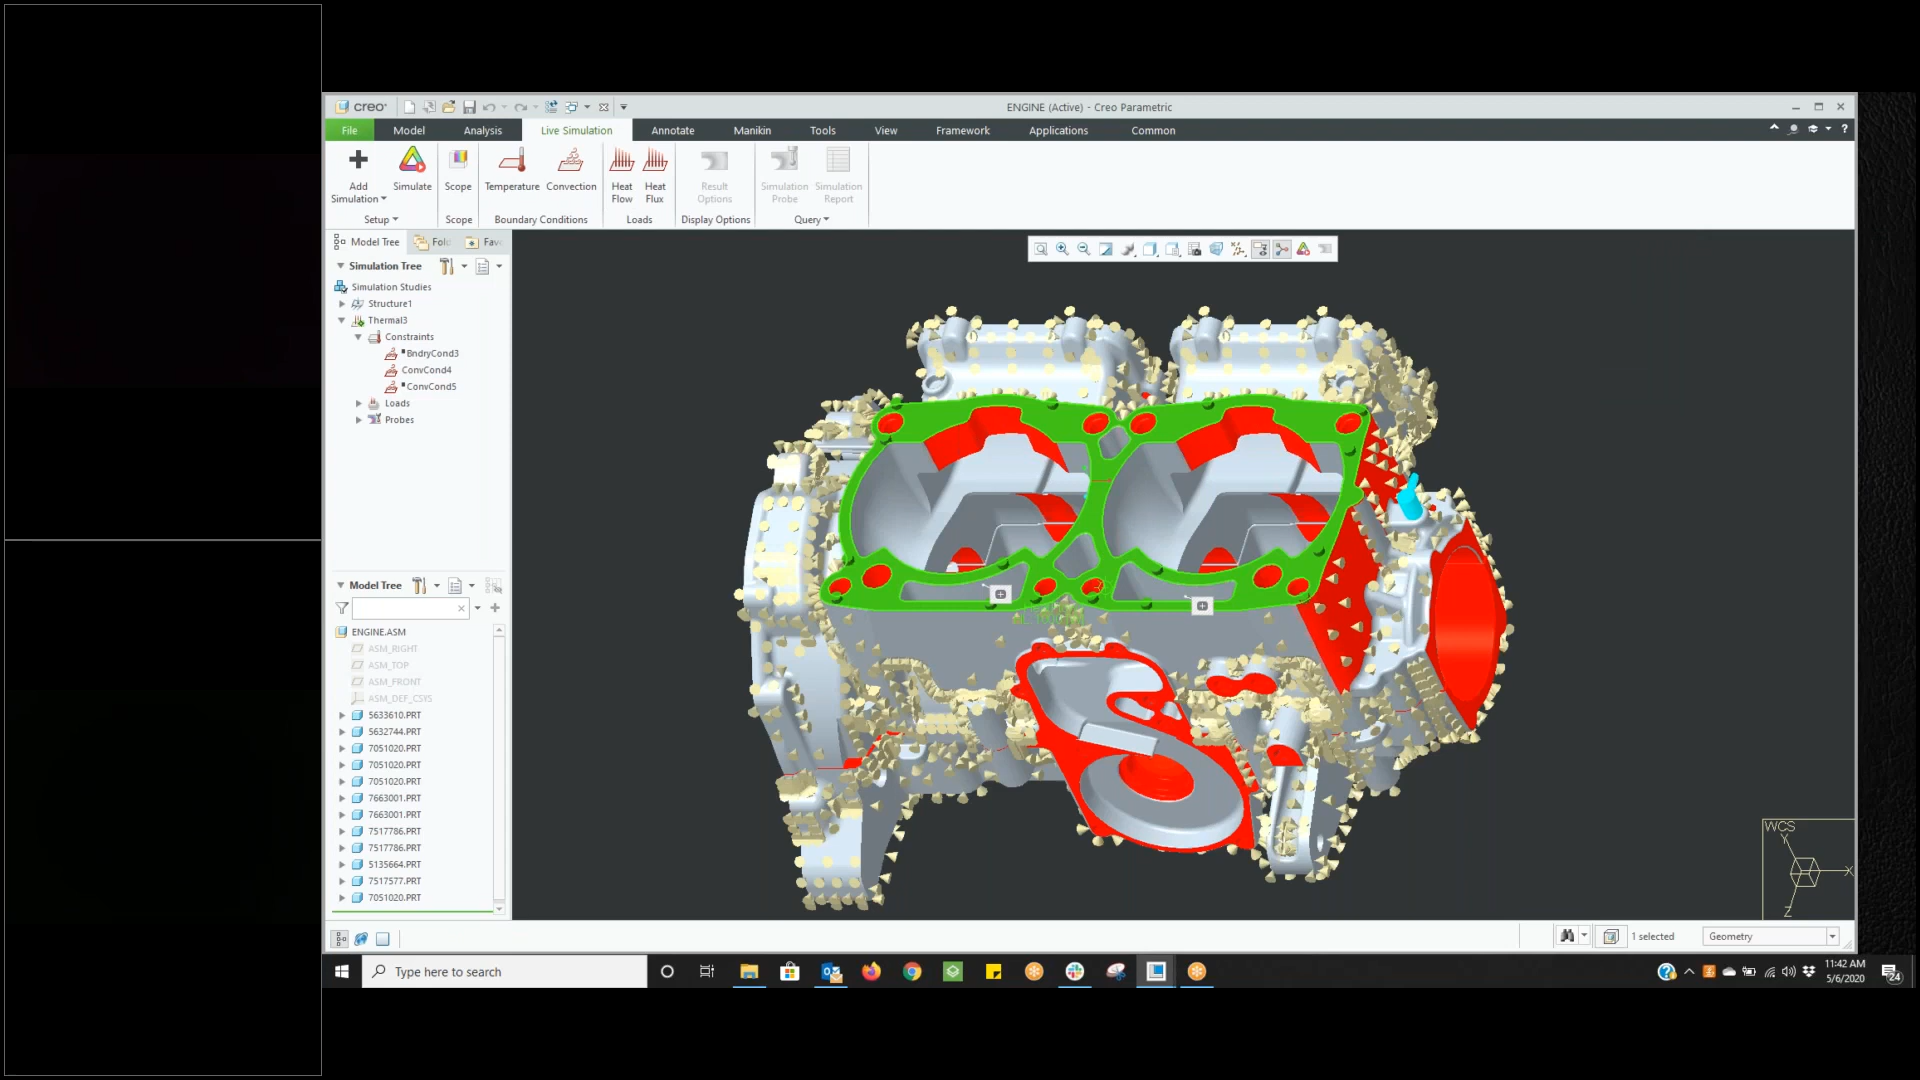 creo
ENGINE (Active) - Creo Parametric
File Model Analysis Live Simulation Annotate Manikin Tools View Framework Applications Common
Add Simulation
Simulate
Scope
Temperature
Convection
Heat Flow
Heat Flux
Result Options
Simulation Probe
Simulation Report
Setup Scope Boundary Conditions Loads Display Options Query
Model Tree Fol Fav
Simulation Tree
Simulation Studies
Structure1
Thermal3
Constraints
BndryCond3
ConvCond4
ConvCond5
Loads
Probes
Model Tree
ENGINE.ASM
ASM_RIGHT
ASM_TOP
ASM_FRONT
ASM_DEF_CSYS
5633610.PRT
5632744.PRT
7051020.PRT
7051020.PRT
7051020.PRT
7663001.PRT
7663001.PRT
7517786.PRT
7517786.PRT
5135664.PRT
7517577.PRT
7051020.PRT
WCS
Y
X
Z
1 selected
Geometry
Type here to search
11:42 AM
5/6/2020
24